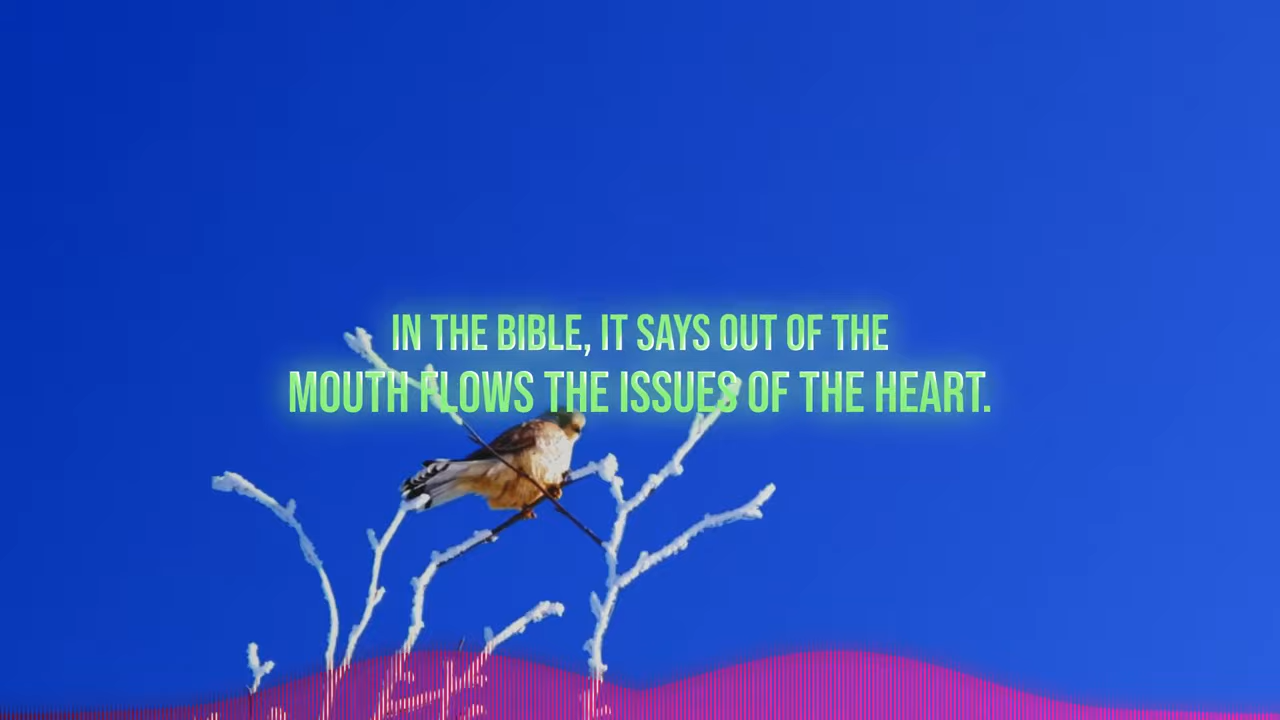 IN THE BIBLE, IT SAYS OUT OF THE
MOUTH FLOWS THE ISSUES OF THE HEART.